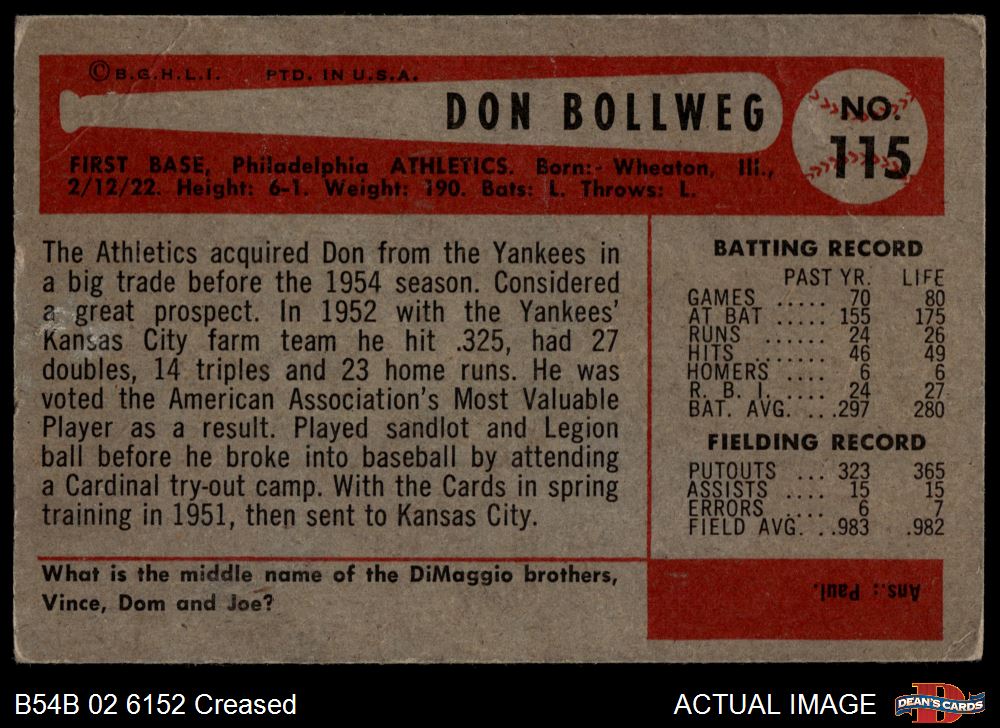 ©B.G.H.L.I. PTD. IN U.S.A.
DON BOLLWEG
NO.
115
FIRST BASE, Philadelphia ATHLETICS. Born:- Wheaton, Ill.,
2/12/22. Height: 6-1. Weight: 190. Bats: L. Throws: L.
The Athletics acquired Don from the Yankees in
a big trade before the 1954 season. Considered
a great prospect. In 1952 with the Yankees'
Kansas City farm team he hit .325, had 27
doubles, 14 triples and 23 home runs. He was
voted the American Association's Most Valuable
Player as a result. Played sandlot and Legion
ball before he broke into baseball by attending
a Cardinal try-out camp. With the Cards in spring
training in 1951, then sent to Kansas City.
BATTING RECORD
PAST YR. LIFE
GAMES ..... 70 80
AT BAT ..... 155 175
RUNS ...... 24 26
HITS ....... 46 49
HOMERS .... 6 6
R. B. I. .... 24 27
BAT. AVG. ...297 280
FIELDING RECORD
PUTOUTS ... 323 365
ASSISTS .... 15 15
ERRORS .... 6 7
FIELD AVG. ..983 .982
What is the middle name of the DiMaggio brothers,
Vince, Dom and Joe?
Ans.: Paul.
B54B 02 6152 Creased
ACTUAL IMAGE
D
DEAN'S CARDS